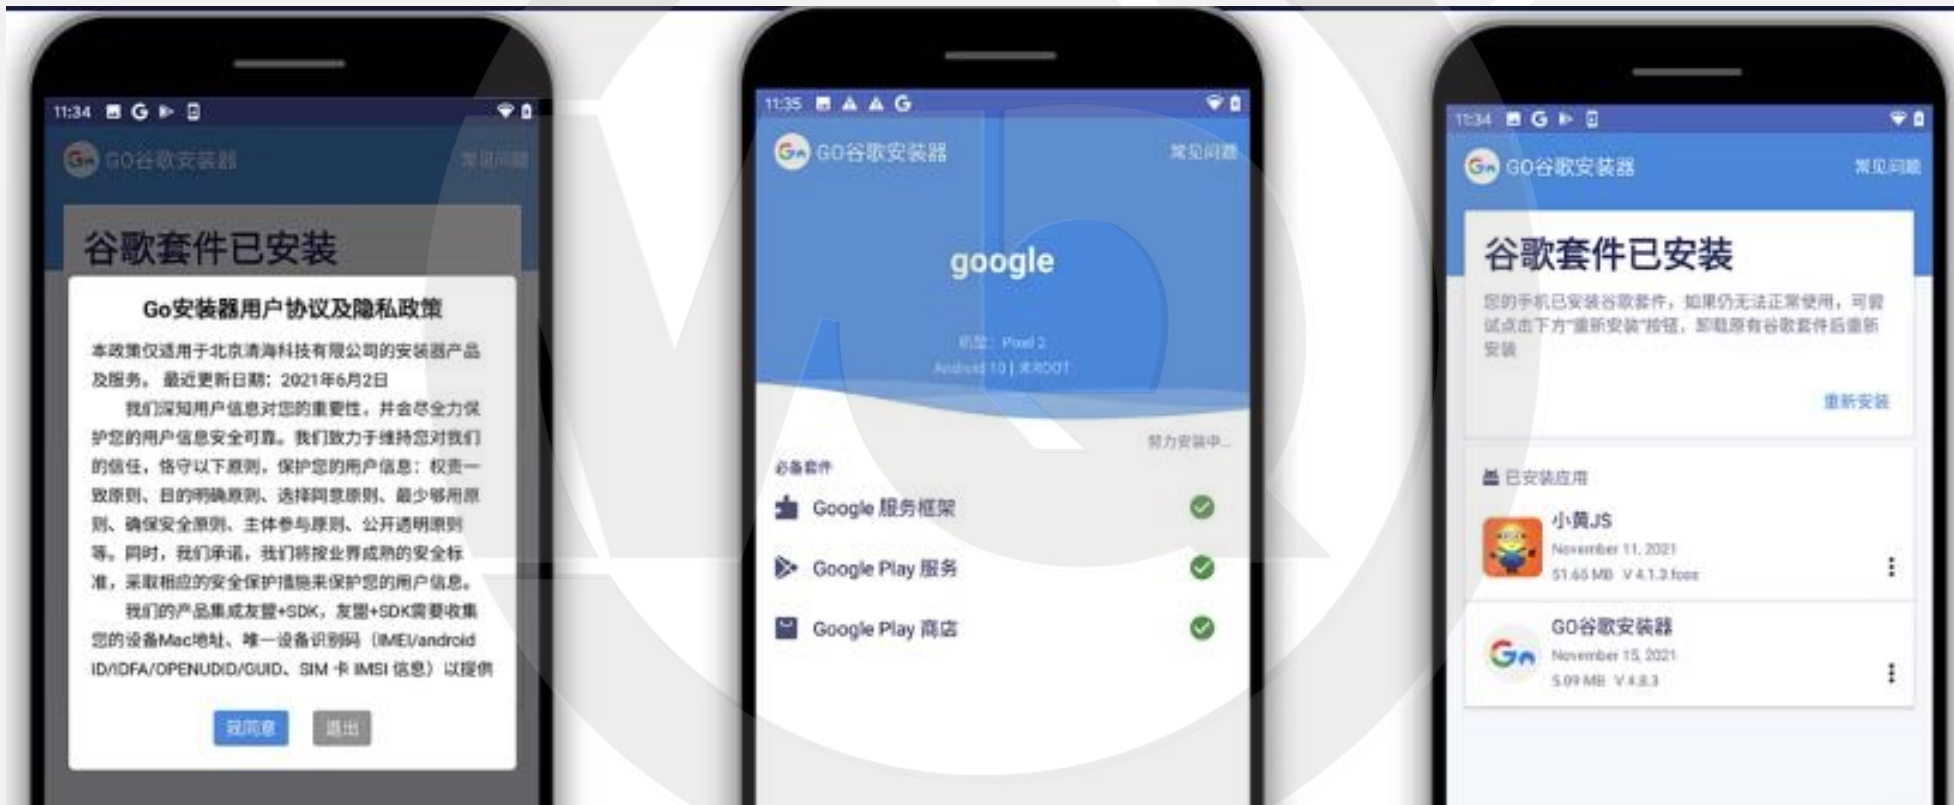 11:34
GO谷歌安装器
常见问题
谷歌套件已安装
Go安装器用户协议及隐私政策
本政策仅适用于北京清海科技有限公司的安装器产品
及服务。 最近更新日期：2021年6月2日
我们深知用户信息对您的重要性，并会尽全力保
护您的用户信息安全可靠。我们致力于维持您对我们
的信任，恪守以下原则，保护您的用户信息：权责一
致原则、目的明确原则、选择同意原则、最少够用原
则、确保安全原则、主体参与原则、公开透明原则
等。同时，我们承诺，我们将按业界成熟的安全标
准，采取相应的安全保护措施来保护您的用户信息。
我们的产品集成友盟+SDK，友盟+SDK需要收集
您的设备Mac地址、唯一设备识别码（IMEI/android
ID/IDFA/OPENUDID/GUID、SIM 卡 IMSI 信息）以提供
我同意
退出
11:35
GO谷歌安装器
常见问题
google
机型：Pixel 2
Android 10 | 未ROOT
努力安装中...
必备套件
Google 服务框架
Google Play 服务
Google Play 商店
11:34
GO谷歌安装器
常见问题
谷歌套件已安装
您的手机已安装谷歌套件，如果仍无法正常使用，可尝
试点击下方“重新安装”按钮，卸载原有谷歌套件后重新
安装
重新安装
已安装应用
小黄JS
November 11, 2021
51.65 MB V 4.1.3.foss
GO谷歌安装器
November 15, 2021
5.09 MB V 4.8.3